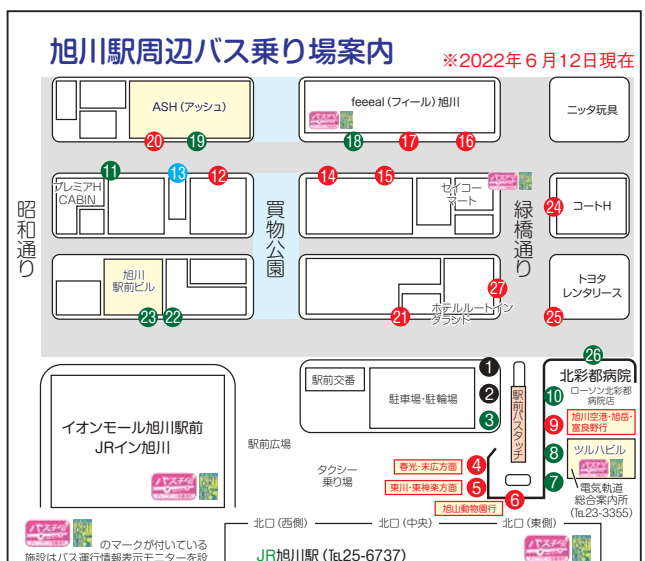 旭川駅周辺バス乗り場案内
※2022年6月12日現在
ASH（アッシュ）
feeeal（フィール）旭川
ニッタ玩具
20
19
18
17
16
11
13
12
14
15
プレミアH
CABIN
セイコー
マート
24
コートH
昭和通り
買物公園
緑橋通り
旭川
駅前ビル
トヨタ
レンタリース
27
23
22
21
ホテルルートイン
グランド
25
26
1
北彩都病院
駅前交番
駐車場・駐輪場
2
駅前バスタッチ
10
ローソン北彩都
病院店
3
9
旭川空港・旭岳・
富良野行
イオンモール旭川駅前
JRイン旭川
駅前広場
8
ツルハビル
タクシー
乗り場
春光・末広方面
4
東川・東神楽方面
5
7
電気軌道
総合案内所
(℡23-3355)
旭山動物園行
6
北口（西側）
北口（中央）
北口（東側）
のマークが付いている
施設はバス運行情報表示モニターを設
JR旭川駅（℡25-6737）